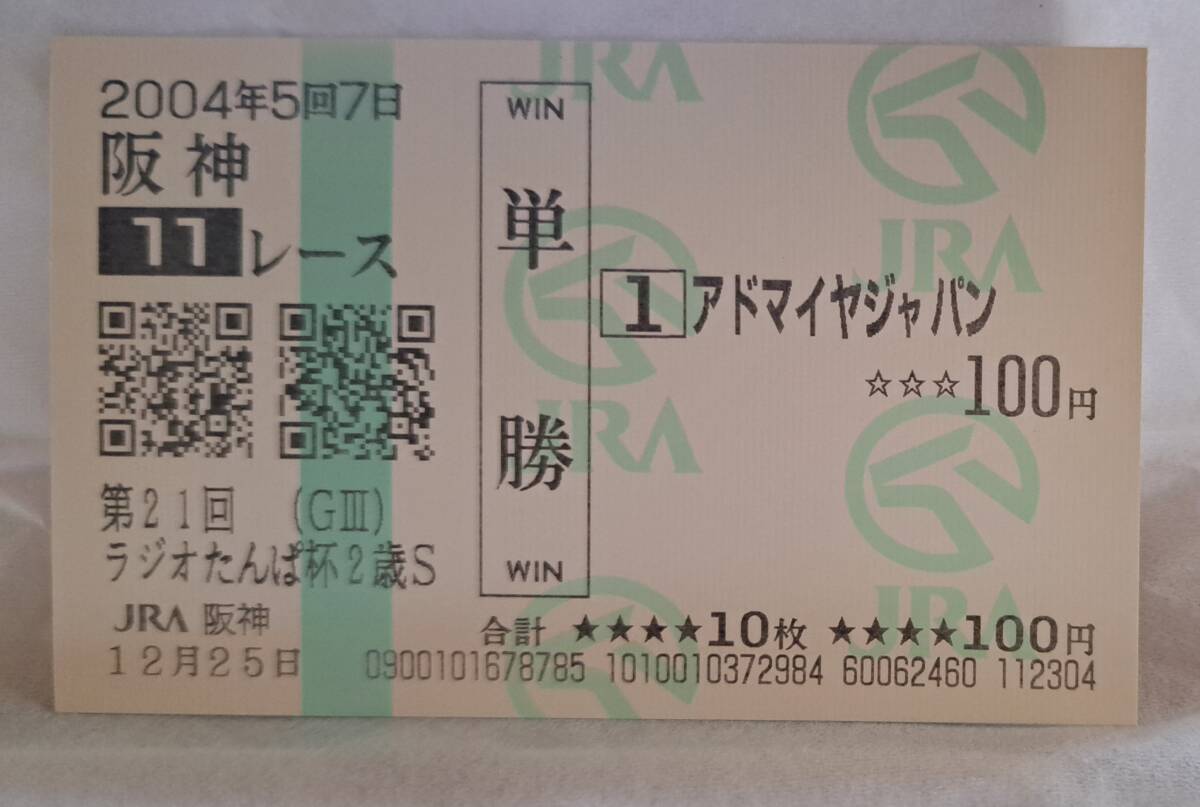 2004年5回7日
阪神
11レース
第21回 (GⅢ)
ラジオたんぱ杯2歳S
JRA 阪神
12月25日
WIN
単勝
WIN
1 アドマイヤジャパン
☆☆☆100円
合計 ★★★★10枚 ★★★★100円
0900101678785 1010010372984 60062460 112304
JRA
JRA
JRA
JRA